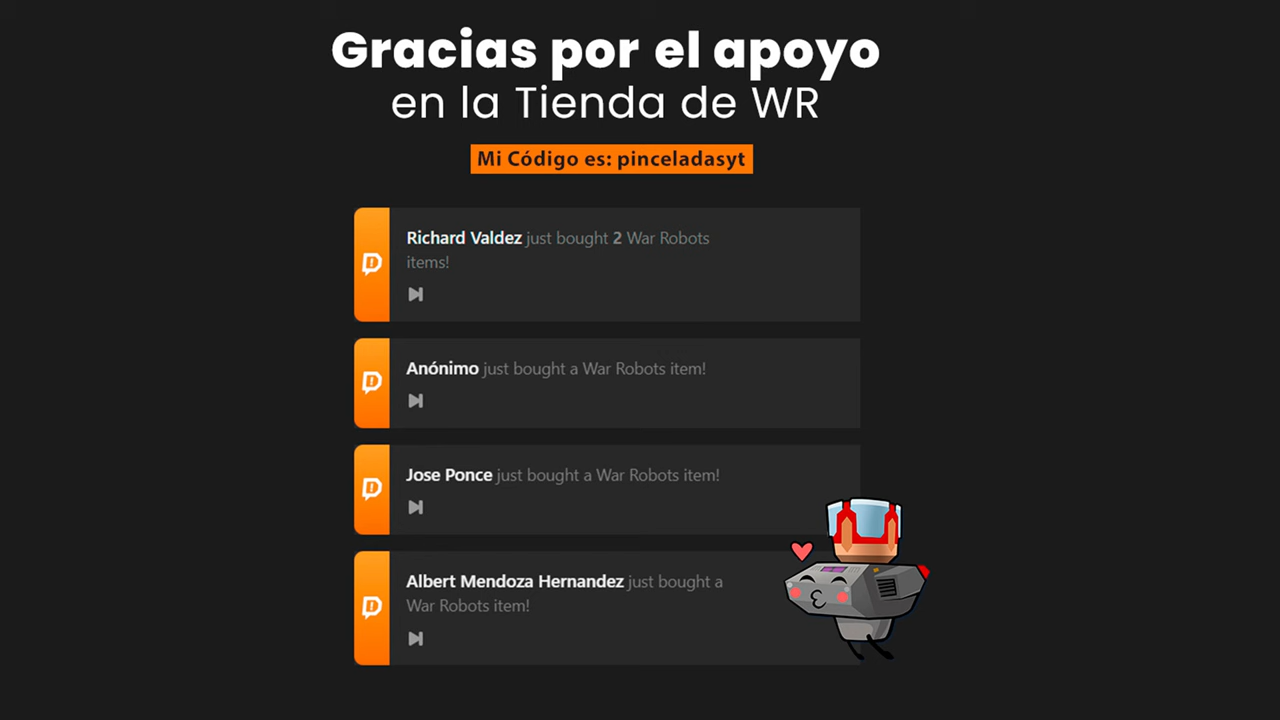 Gracias por el apoyo
en la Tienda de WR
Mi Código es: pinceladasyt
Richard Valdez just bought 2 War Robots
items!
Anónimo just bought a War Robots item!
Jose Ponce just bought a War Robots item!
Albert Mendoza Hernandez just bought a
War Robots item!